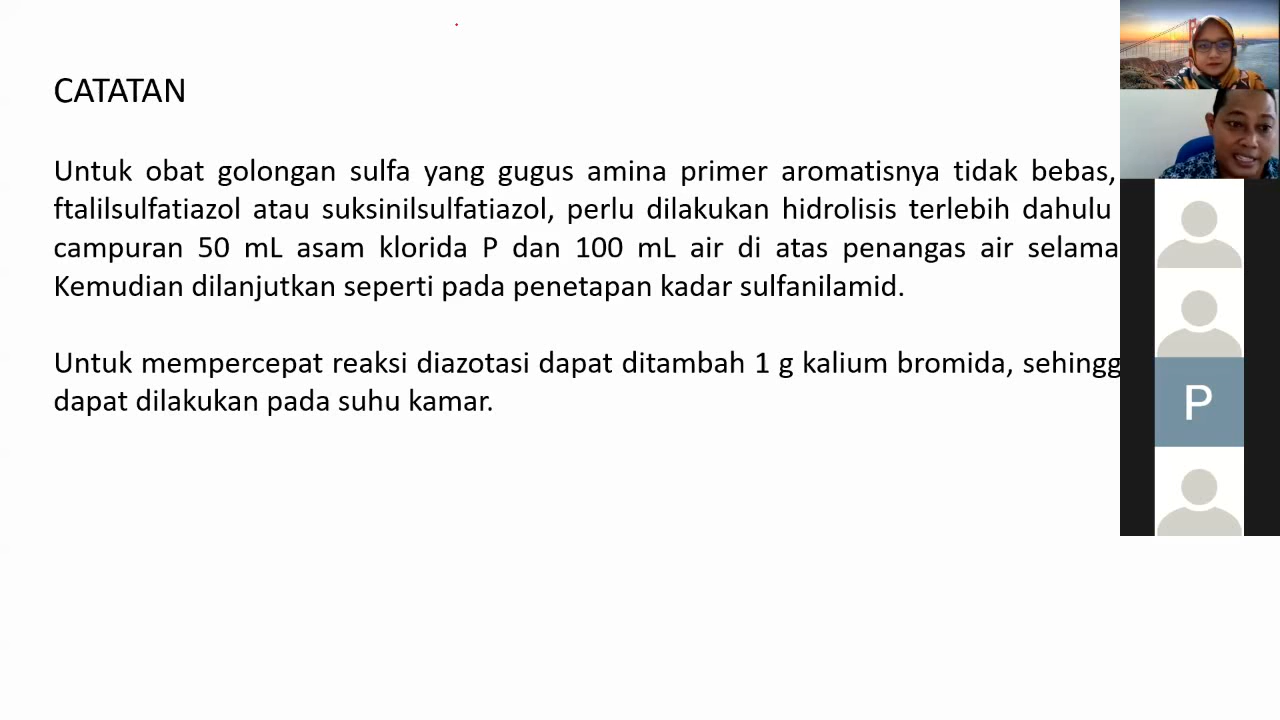 CATATAN
Untuk obat golongan sulfa yang gugus amina primer aromatisnya tidak bebas,
ftalilsulfatiazol atau suksinilsulfatiazol, perlu dilakukan hidrolisis terlebih dahulu
campuran 50 mL asam klorida P dan 100 mL air di atas penangas air selama
Kemudian dilanjutkan seperti pada penetapan kadar sulfanilamid.
Untuk mempercepat reaksi diazotasi dapat ditambah 1 g kalium bromida, sehingg
dapat dilakukan pada suhu kamar.
P